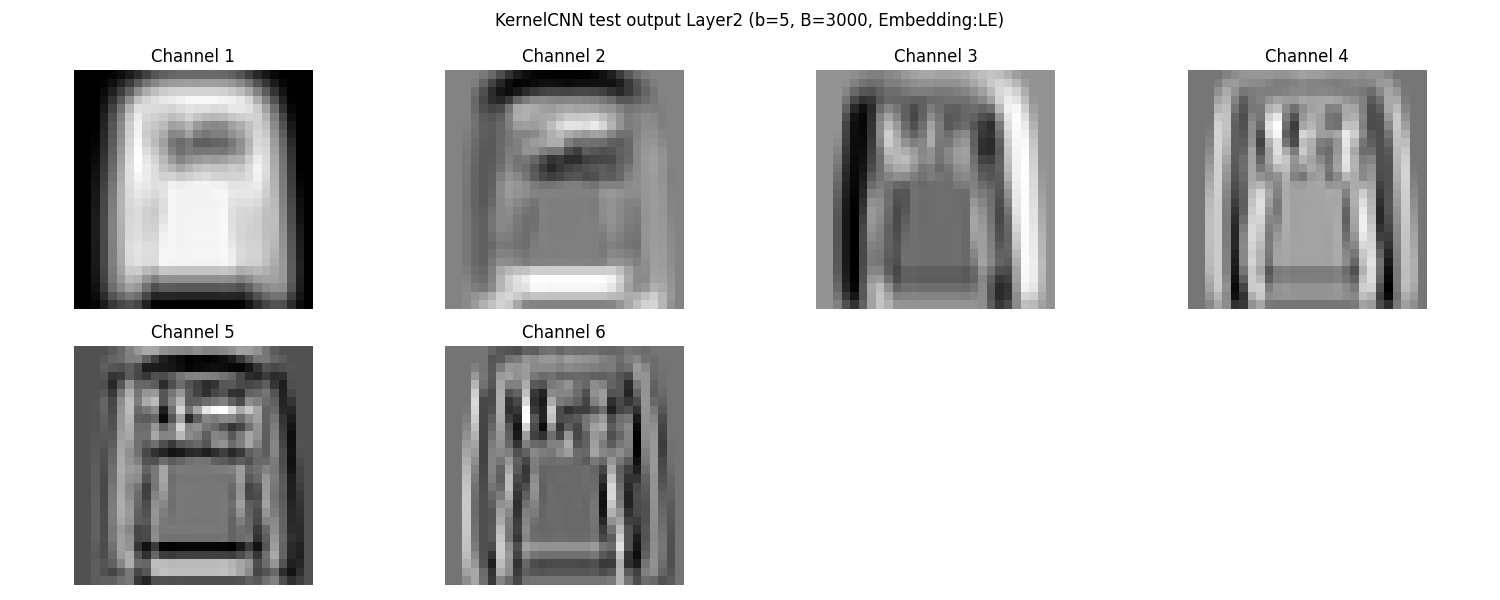 KernelCNN test output Layer2 (b=5, B=3000, Embedding:LE)
Channel 1
Channel 2
Channel 3
Channel 4
Channel 5
Channel 6